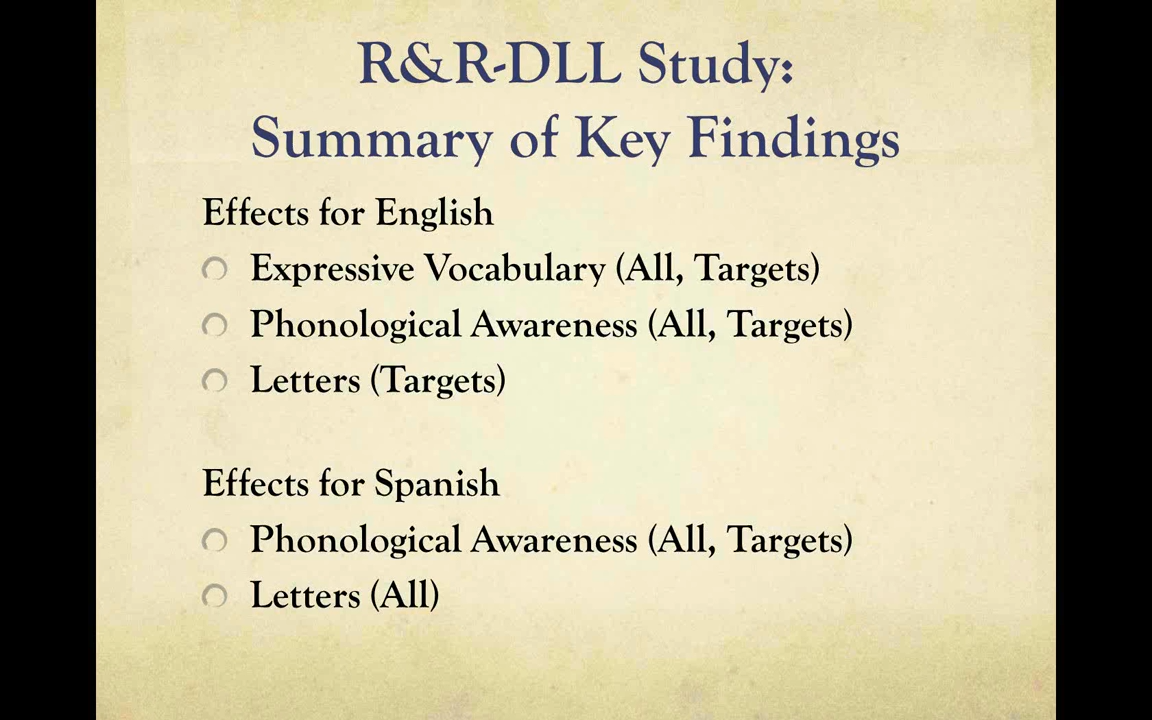 R&R-DLL Study:
Summary of Key Findings
Effects for English
Expressive Vocabulary (All, Targets)
Phonological Awareness (All, Targets)
Letters (Targets)
Effects for Spanish
Phonological Awareness (All, Targets)
Letters (All)